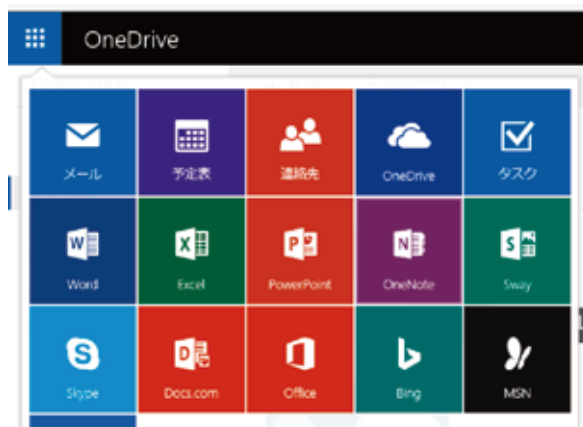 OneDrive
メール
予定表
連絡先
OneDrive
タスク
Word
Excel
PowerPoint
OneNote
Sway
Skype
Docs.com
Office
Bing
MSN